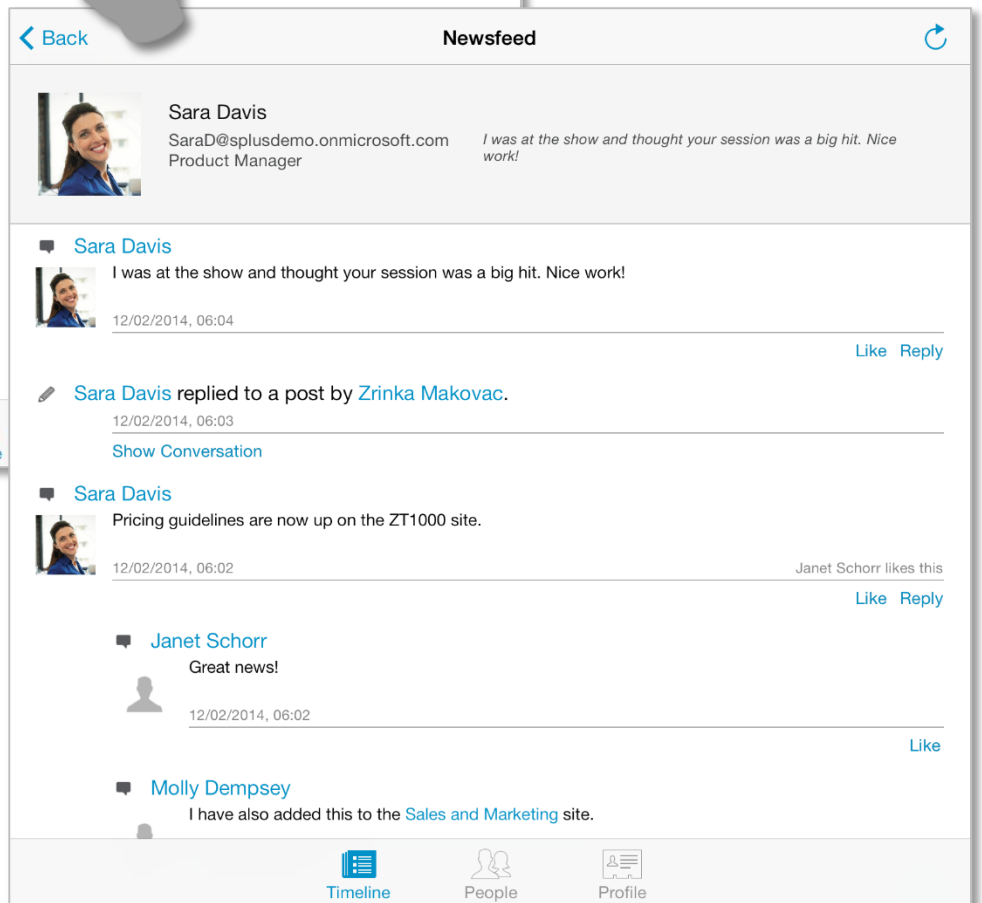 Back
Newsfeed
Sara Davis
SaraD@splusdemo.onmicrosoft.com
Product Manager
I was at the show and thought your session was a big hit. Nice
work!
Sara Davis
I was at the show and thought your session was a big hit. Nice work!
12/02/2014, 06:04
Like Reply
Sara Davis replied to a post by Zrinka Makovac.
12/02/2014, 06:03
Show Conversation
Sara Davis
Pricing guidelines are now up on the ZT1000 site.
12/02/2014, 06:02 Janet Schorr likes this
Like Reply
Janet Schorr
Great news!
12/02/2014, 06:02
Like
Molly Dempsey
I have also added this to the Sales and Marketing site.
Timeline People Profile